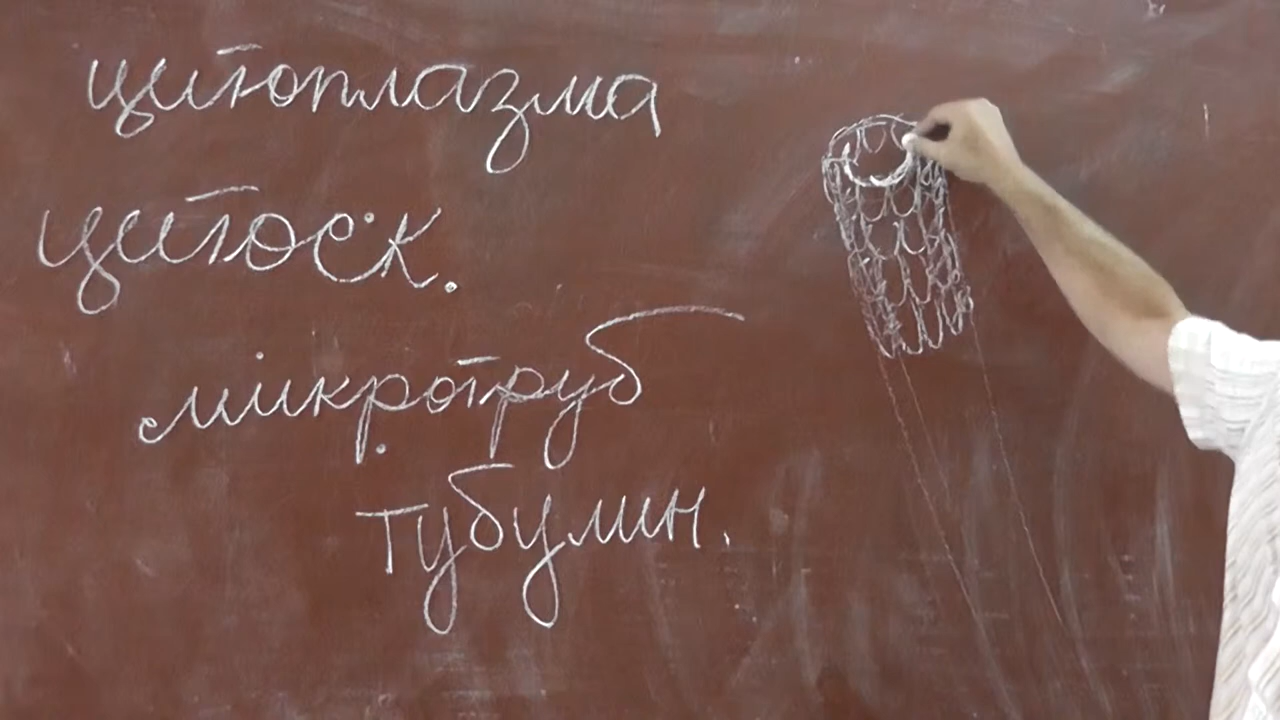 цитоплазма
цитоск.
мікротруб
тубулин.